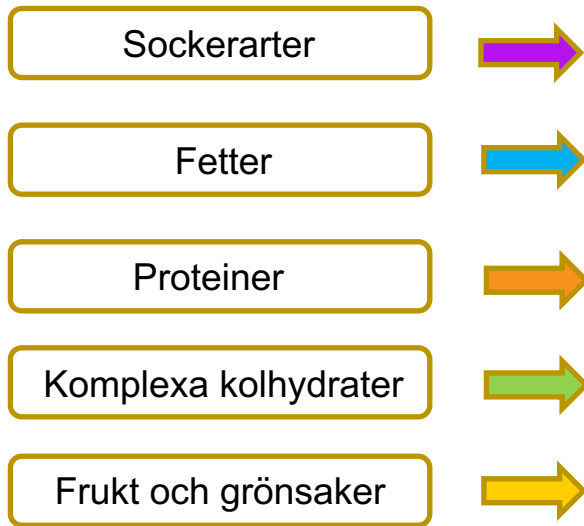 Sockerarter
Fetter
Proteiner
Komplexa kolhydrater
Frukt och grönsaker